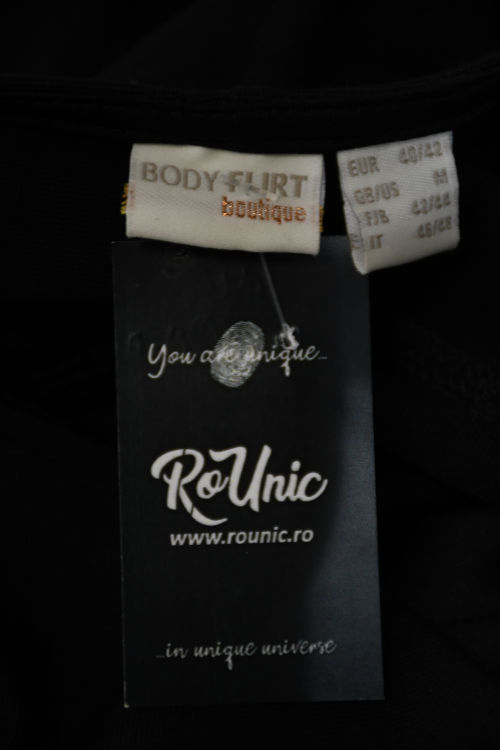 BODY FLIRT
boutique
EUR 40/42
GB/US M
F/B 42/44
IT 46/48
You are unique...
RoUnic
www.rounic.ro
...in unique universe